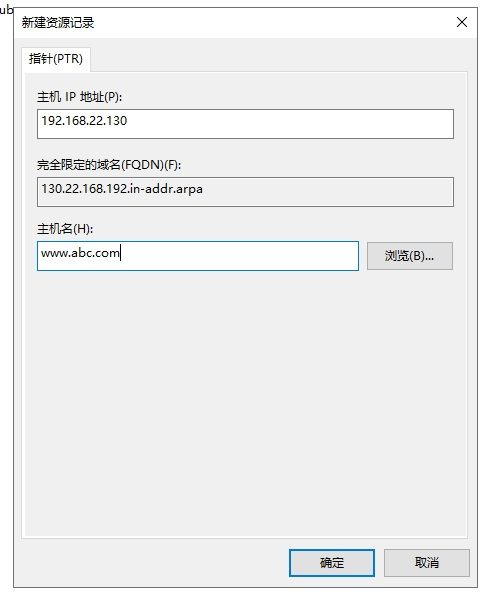 ub
新建资源记录
指针(PTR)
主机 IP 地址(P):
192.168.22.130
完全限定的域名(FQDN)(F):
130.22.168.192.in-addr.arpa
主机名(H):
www.abc.com
浏览(B)...
确定
取消